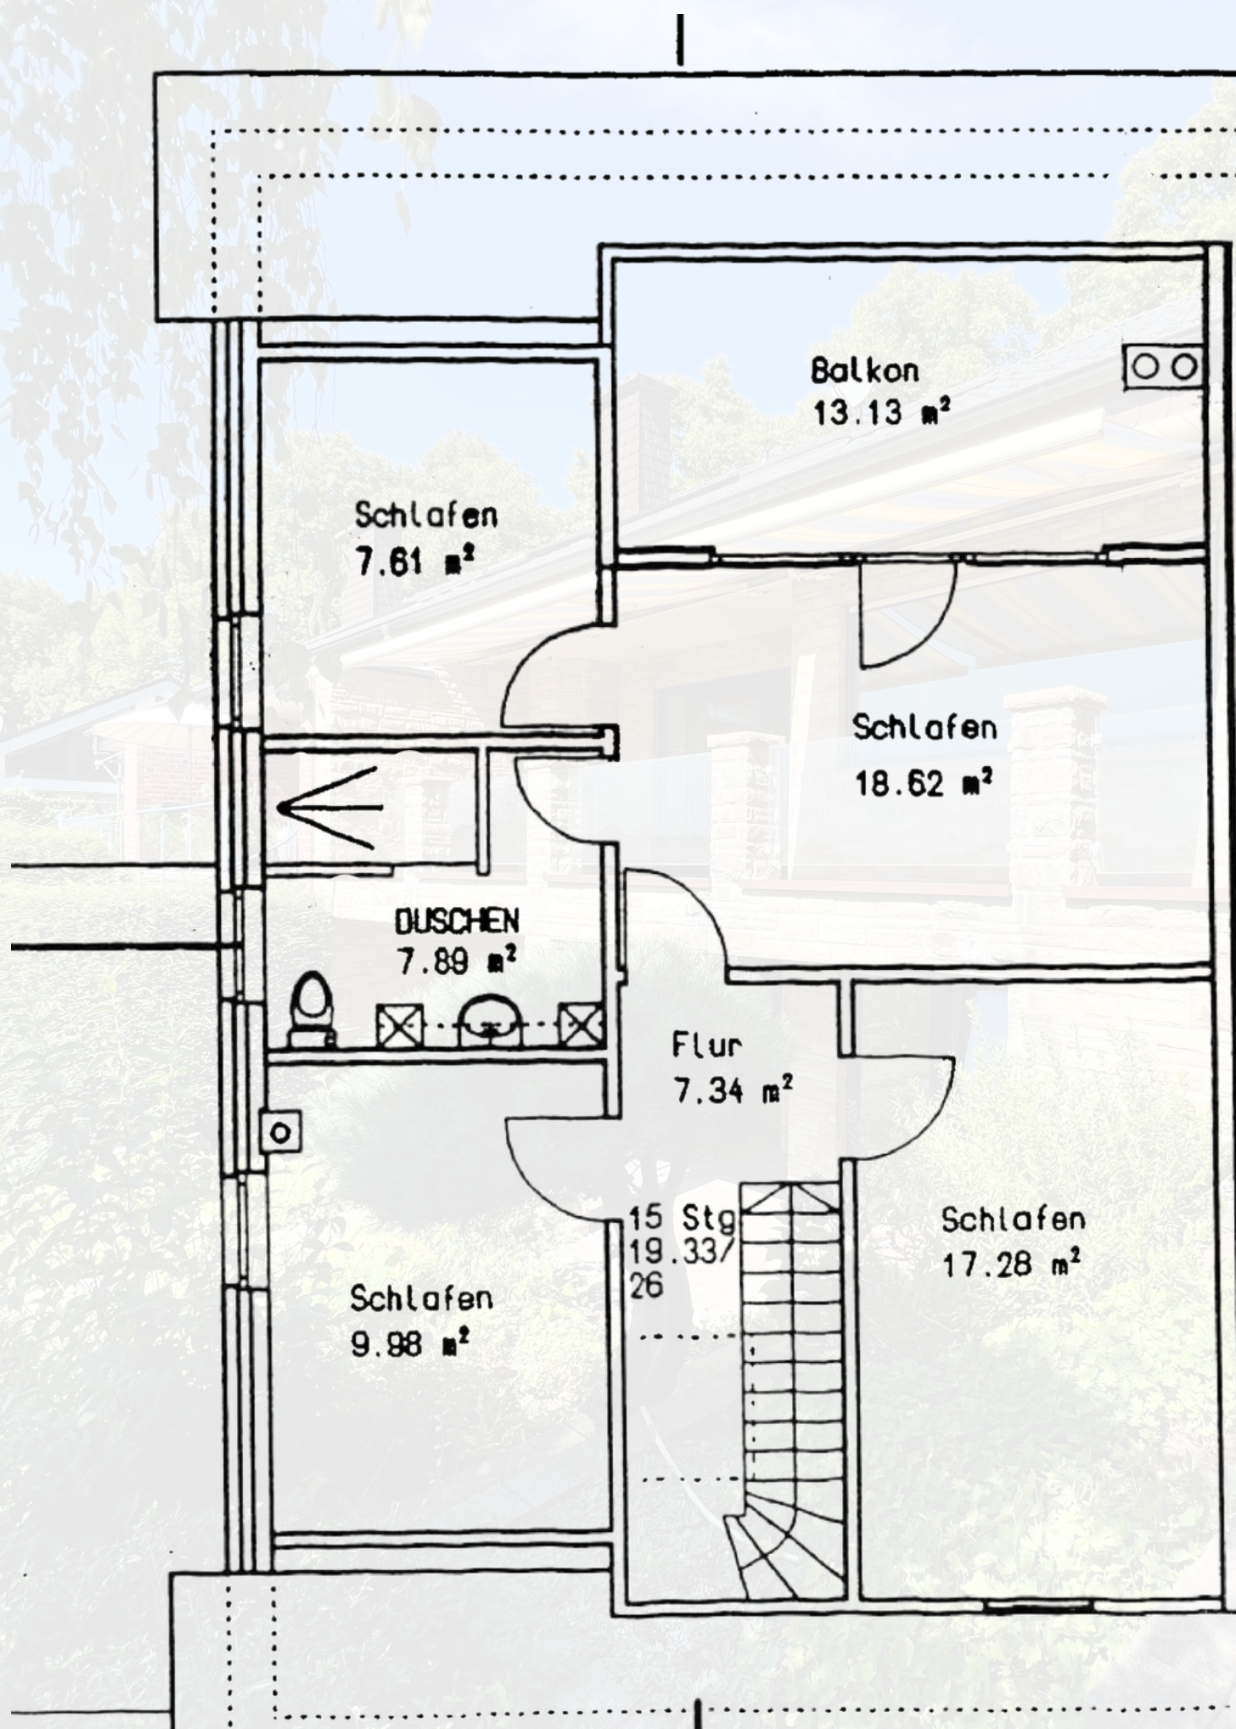 Balkon
13.13 m²
Schlafen
7.61 m²
Schlafen
18.62 m²
DUSCHEN
7.89 m²
Flur
7.34 m²
15 Stg
19.33/
26
Schlafen
17.28 m²
Schlafen
9.98 m²